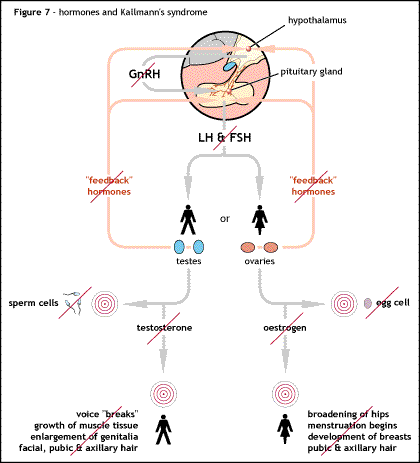 Figure 7 - hormones and Kallmann's syndrome
hypothalamus
GnRH
pituitary gland
LH & FSH
"feedback"
hormones
"feedback"
hormones
or
testes
ovaries
sperm cells
egg cell
testosterone
oestrogen
voice "breaks"
growth of muscle tissue
enlargement of genitalia
facial, pubic & axillary hair
broadening of hips
menstruation begins
development of breasts
pubic & axillary hair